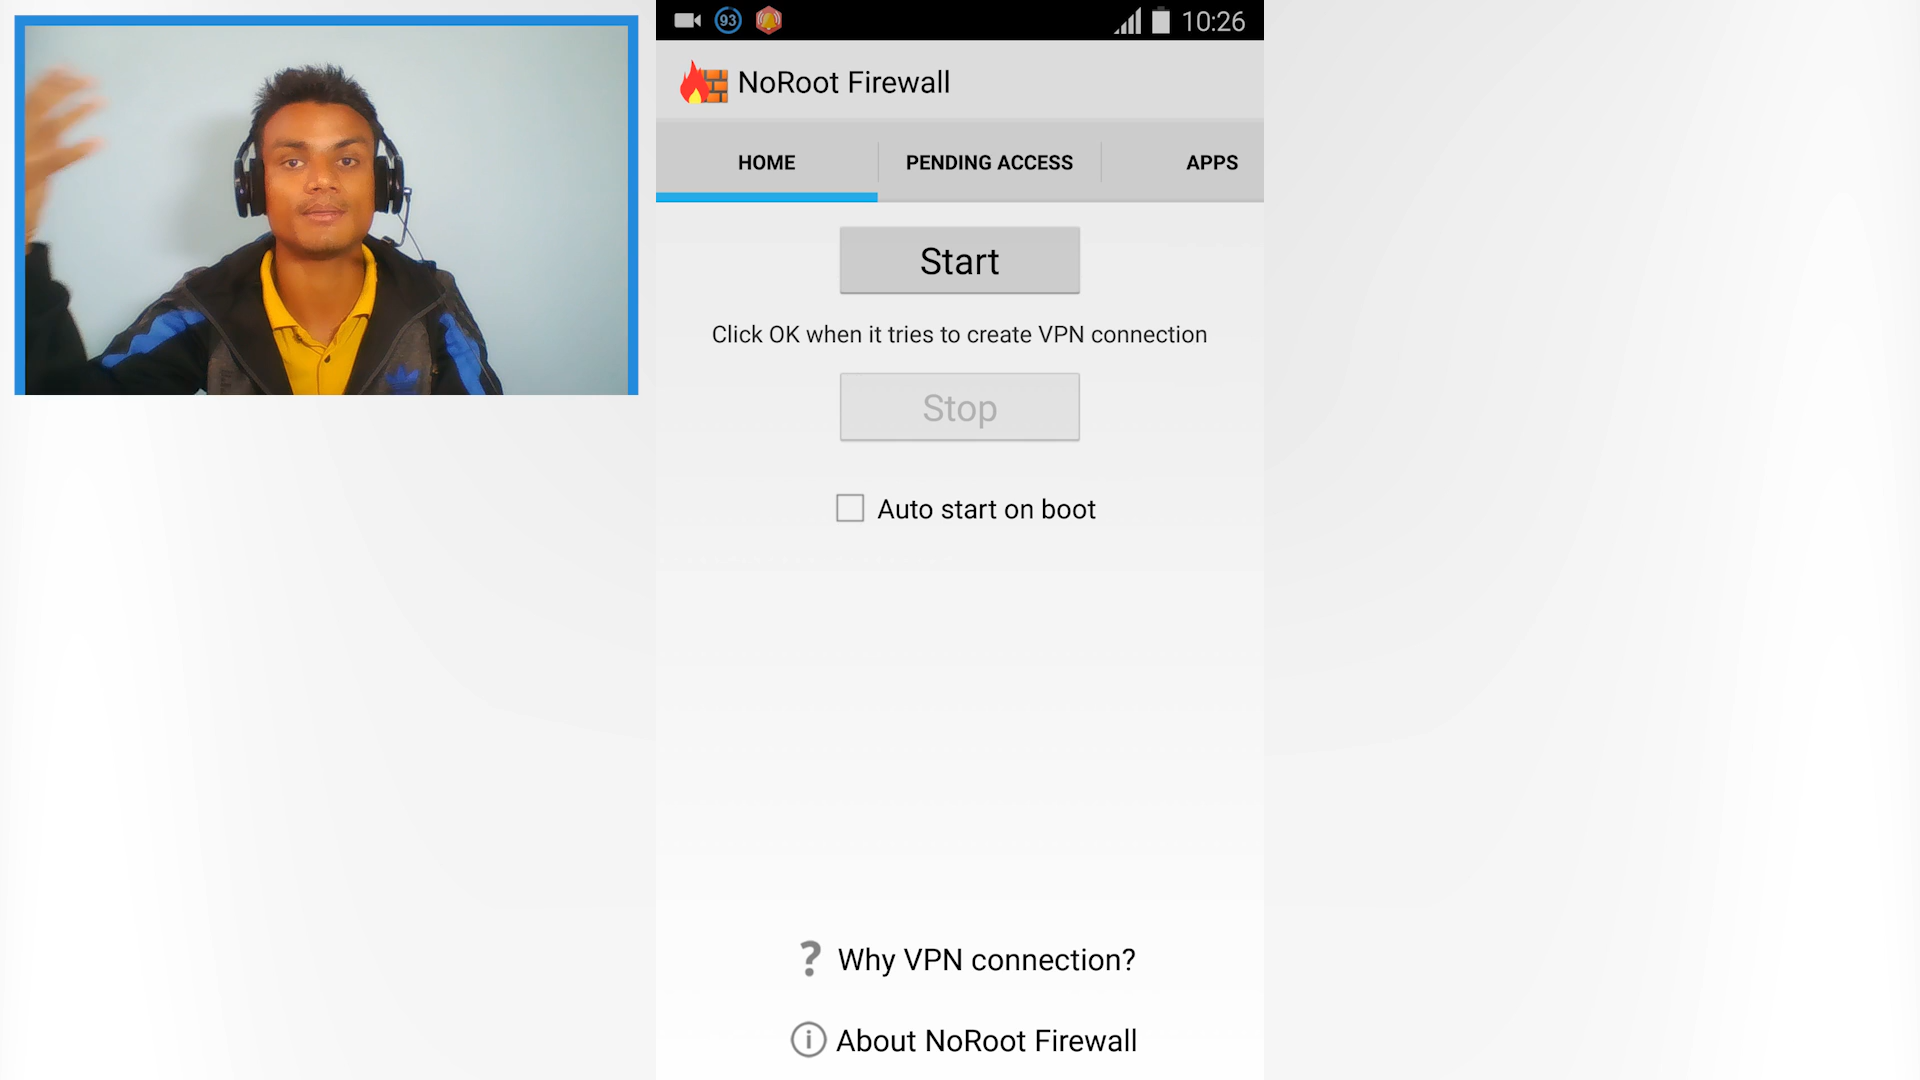 93
10:26
NoRoot Firewall
HOME
PENDING ACCESS
APPS
Start
Click OK when it tries to create VPN connection
Stop
Auto start on boot
? Why VPN connection?
i About NoRoot Firewall